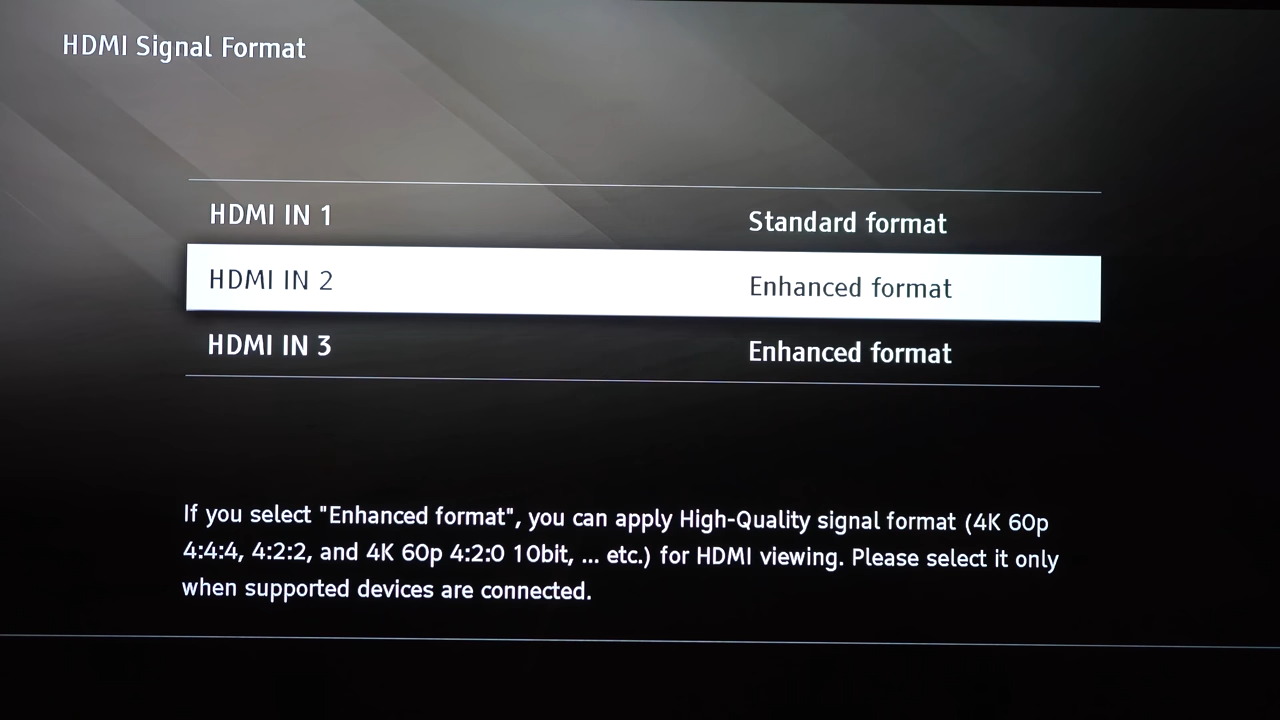 HDMI Signal Format
HDMI IN 1 Standard format
HDMI IN 2 Enhanced format
HDMI IN 3 Enhanced format
If you select "Enhanced format", you can apply High-Quality signal format (4K 60p
4:4:4, 4:2:2, and 4K 60p 4:2:0 10bit, ... etc.) for HDMI viewing. Please select it only
when supported devices are connected.